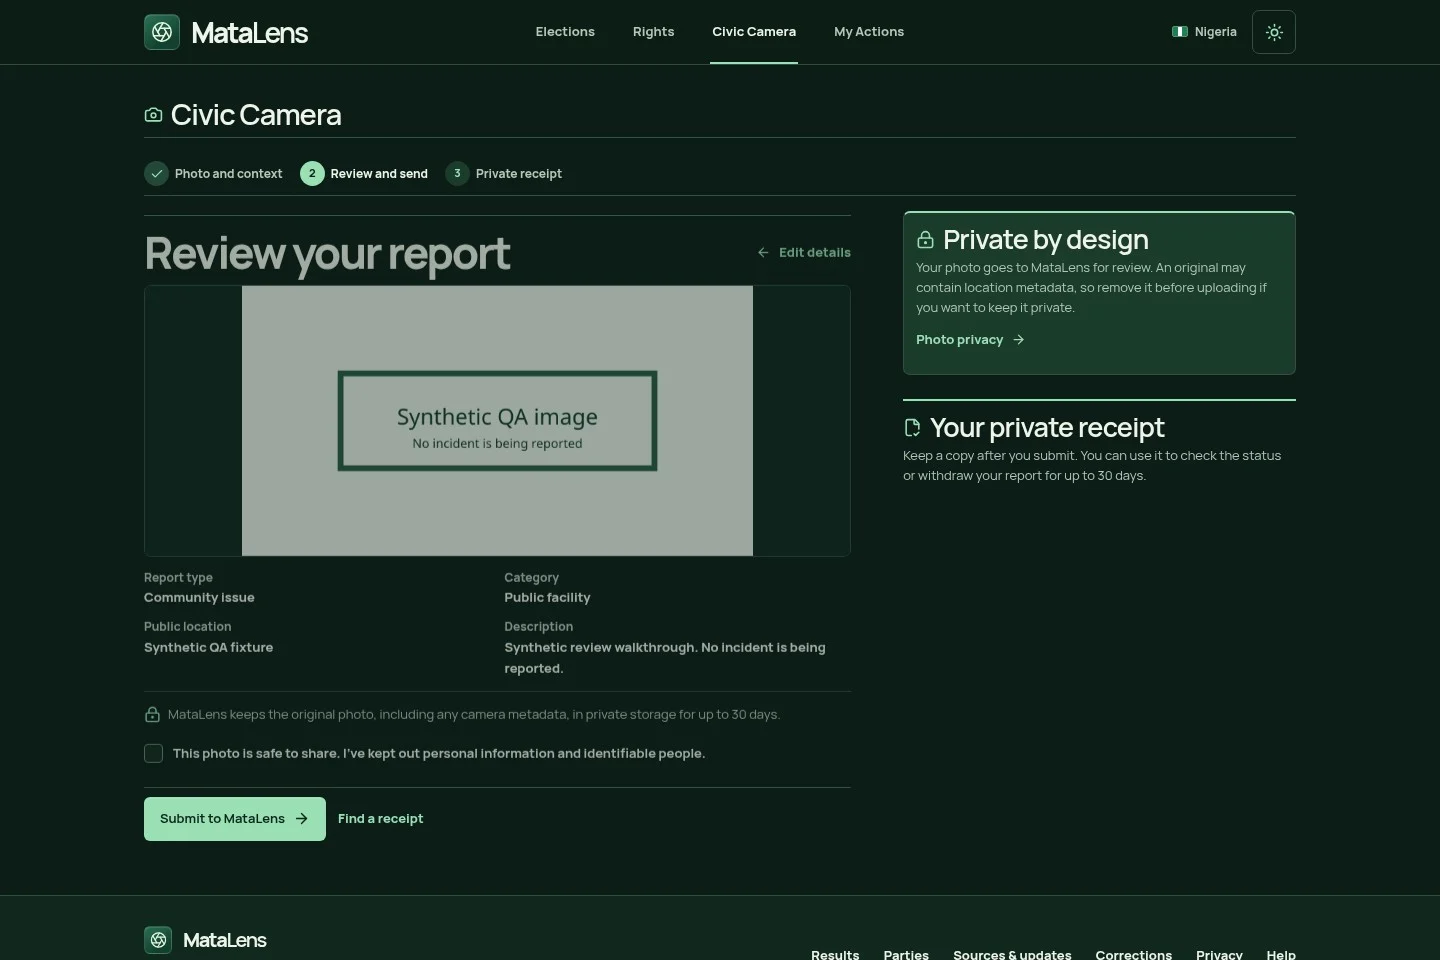 MataLens
Elections
Rights
Civic Camera
My Actions
Nigeria
Civic Camera
Photo and context
2
Review and send
3
Private receipt
Review your report
Edit details
Synthetic QA image
No incident is being reported
Report type
Community issue
Category
Public facility
Public location
Synthetic QA fixture
Description
Synthetic review walkthrough. No incident is being
reported.
MataLens keeps the original photo, including any camera metadata, in private storage for up to 30 days.
This photo is safe to share. I've kept out personal information and identifiable people.
Submit to MataLens
Find a receipt
Private by design
Your photo goes to MataLens for review. An original may
contain location metadata, so remove it before uploading if
you want to keep it private.
Photo privacy
Your private receipt
Keep a copy after you submit. You can use it to check the status
or withdraw your report for up to 30 days.
MataLens
Results
Parties
Sources & updates
Corrections
Privacy
Help